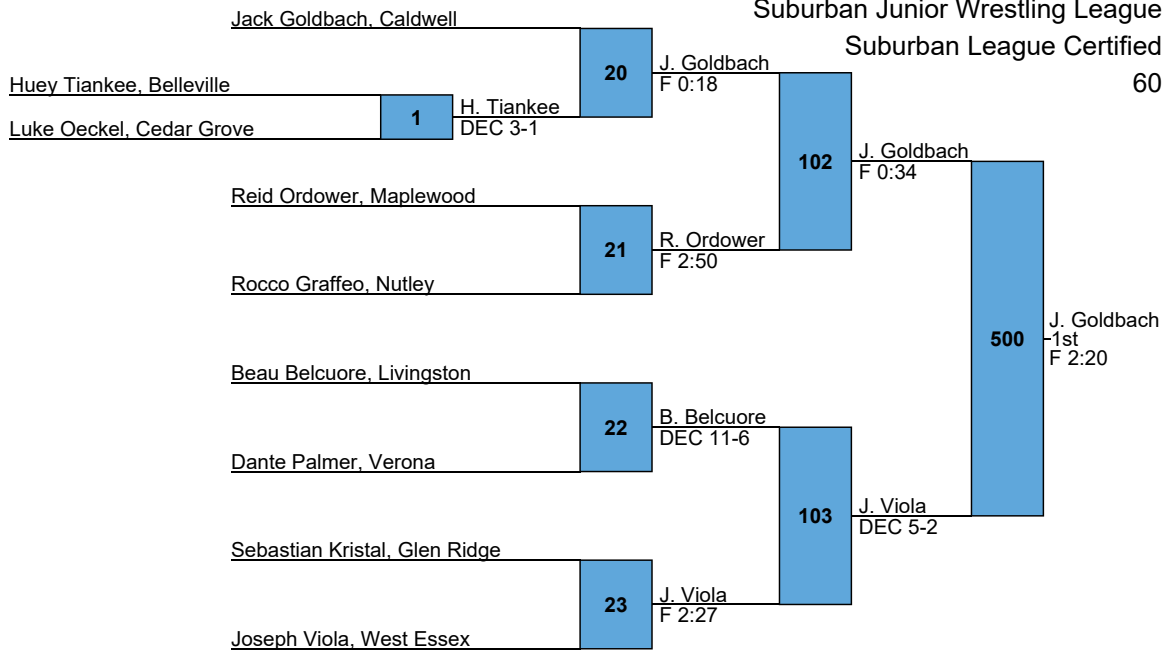 Suburban Junior Wrestling League
Suburban League Certified
60
Jack Goldbach, Caldwell
Huey Tiankee, Belleville
Luke Oeckel, Cedar Grove
1
H. Tiankee
DEC 3-1
20
J. Goldbach
F 0:18
Reid Ordower, Maplewood
Rocco Graffeo, Nutley
21
R. Ordower
F 2:50
102
J. Goldbach
F 0:34
Beau Belcuore, Livingston
Dante Palmer, Verona
22
B. Belcuore
DEC 11-6
Sebastian Kristal, Glen Ridge
Joseph Viola, West Essex
23
J. Viola
F 2:27
103
J. Viola
DEC 5-2
500
J. Goldbach
1st
F 2:20